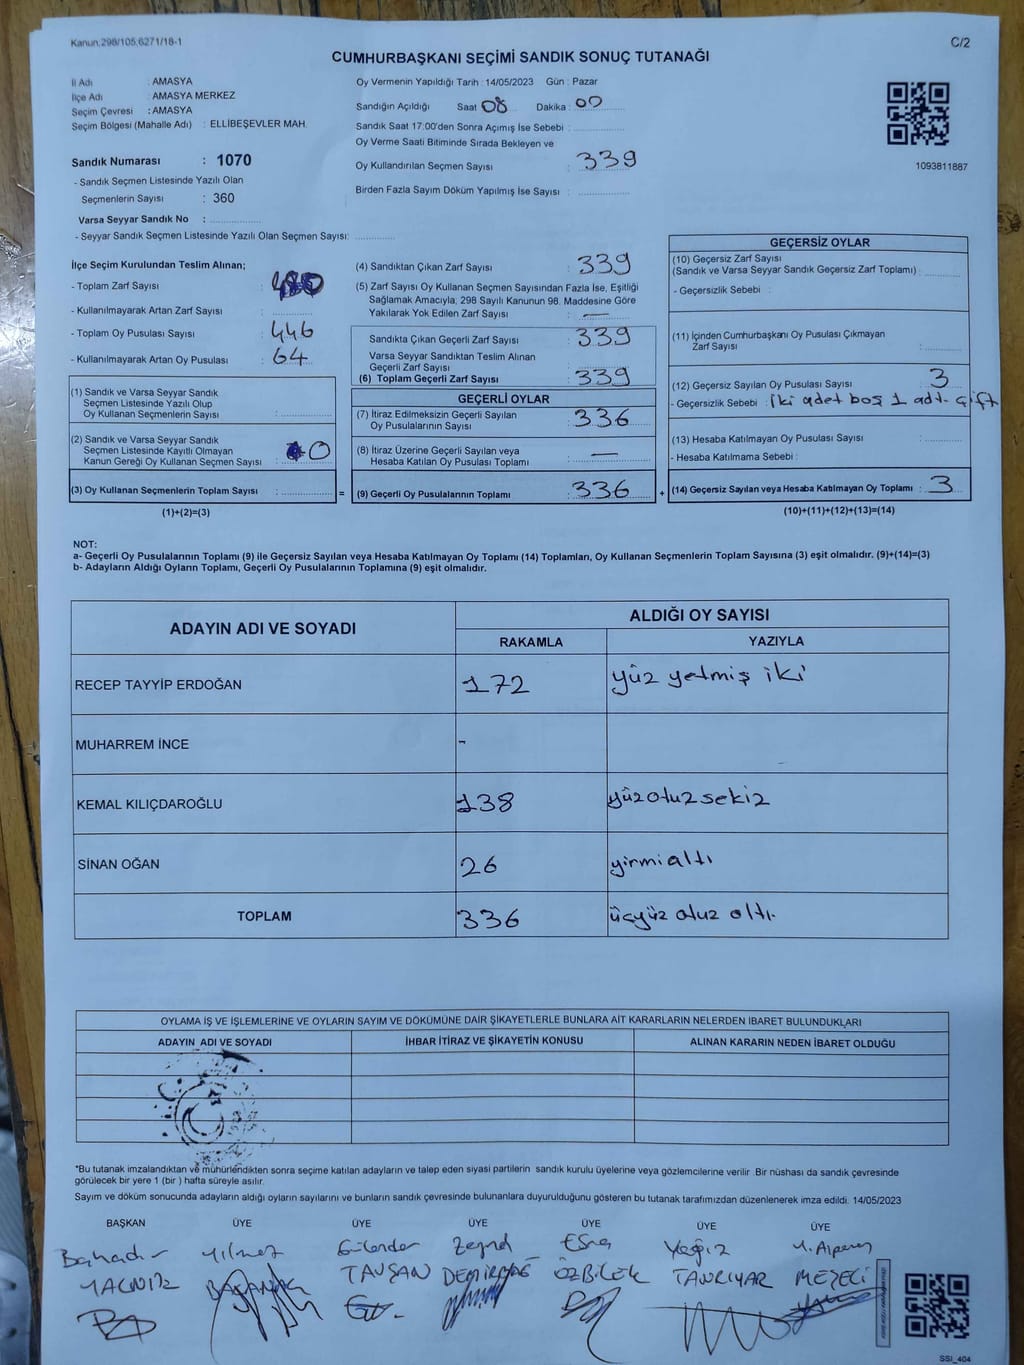 Kanun.298/105.6271/18-1
C/2
CUMHURBAŞKANI SEÇİMİ SANDIK SONUÇ TUTANAĞI
İl Adı : AMASYA
İlçe Adı : AMASYA MERKEZ
Seçim Çevresi : AMASYA
Seçim Bölgesi (Mahalle Adı) : ELLİBEŞEVLER MAH.
Sandık Numarası : 1070
- Sandık Seçmen Listesinde Yazılı Olan
Seçmenlerin Sayısı : 360
Varsa Seyyar Sandık No :
- Seyyar Sandık Seçmen Listesinde Yazılı Olan Seçmen Sayısı:
Oy Vermenin Yapıldığı Tarih : 14/05/2023 Gün : Pazar
Sandığın Açıldığı Saat 08 Dakika : 00
Sandık Saat 17:00'den Sonra Açımış İse Sebebi :
Oy Verme Saati Bitiminde Sırada Bekleyen ve
Oy Kullandırılan Seçmen Sayısı : 339
Birden Fazla Sayım Döküm Yapılmış İse Sayısı :
1093811887
İlçe Seçim Kurulundan Teslim Alınan;
- Toplam Zarf Sayısı :
- Kullanılmayarak Artan Zarf Sayısı :
- Toplam Oy Pusulası Sayısı : 446
- Kullanılmayarak Artan Oy Pusulası : 64
(1) Sandık ve Varsa Seyyar Sandık
Seçmen Listesinde Yazılı Olup
Oy Kullanan Seçmenlerin Sayısı :
(2) Sandık ve Varsa Seyyar Sandık
Seçmen Listesinde Kayıtlı Olmayan
Kanun Gereği Oy Kullanan Seçmen Sayısı : 0
(3) Oy Kullanan Seçmenlerin Toplam Sayısı : =
(1)+(2)=(3)
(4) Sandıktan Çıkan Zarf Sayısı : 339
(5) Zarf Sayısı Oy Kullanan Seçmen Sayısından Fazla İse, Eşitliği
Sağlamak Amacıyla, 298 Sayılı Kanunun 98. Maddesine Göre
Yakılarak Yok Edilen Zarf Sayısı : —
Sandıkta Çıkan Geçerli Zarf Sayısı : 339
Varsa Seyyar Sandıktan Teslim Alınan
Geçerli Zarf Sayısı :
(6) Toplam Geçerli Zarf Sayısı : 339
GEÇERLİ OYLAR
(7) İtiraz Edilmeksizin Geçerli Sayılan
Oy Pusulalarının Sayısı : 336
(8) İtiraz Üzerine Geçerli Sayılan veya
Hesaba Katılan Oy Pusulası Toplamı : —
(9) Geçerli Oy Pusulalarının Toplamı : 336 +
GEÇERSİZ OYLAR
(10) Geçersiz Zarf Sayısı
(Sandık ve Varsa Seyyar Sandık Geçersiz Zarf Toplamı) :
- Geçersizlik Sebebi :
(11) İçinden Cumhurbaşkanı Oy Pusulası Çıkmayan
Zarf Sayısı :
(12) Geçersiz Sayılan Oy Pusulası Sayısı : 3
- Geçersizlik Sebebi : iki adet boş 1 adt. çift
(13) Hesaba Katılmayan Oy Pusulası Sayısı :
- Hesaba Katılmama Sebebi :
(14) Geçersiz Sayılan veya Hesaba Katılmayan Oy Toplamı : 3
(10)+(11)+(12)+(13)=(14)
NOT:
a- Geçerli Oy Pusulalarının Toplamı (9) ile Geçersiz Sayılan veya Hesaba Katılmayan Oy Toplamı (14) Toplamları, Oy Kullanan Seçmenlerin Toplam Sayısına (3) eşit olmalıdır. (9)+(14)=(3)
b- Adayların Aldığı Oyların Toplamı, Geçerli Oy Pusulalarının Toplamına (9) eşit olmalıdır.
ADAYIN ADI VE SOYADI
ALDIĞI OY SAYISI
RAKAMLA YAZIYLA
RECEP TAYYİP ERDOĞAN 172 yüz yetmiş iki
MUHARREM İNCE -
KEMAL KILIÇDAROĞLU 138 yüzotuzsekiz
SİNAN OĞAN 26 yirmialtı
TOPLAM 336 üçyüz otuz altı
OYLAMA İŞ VE İŞLEMLERİNE VE OYLARIN SAYIM VE DÖKÜMÜNE DAİR ŞİKAYETLERLE BUNLARA AİT KARARLARIN NELERDEN İBARET BULUNDUKLARI
ADAYIN ADI VE SOYADI İHBAR İTİRAZ VE ŞİKAYETİN KONUSU ALINAN KARARIN NEDEN İBARET OLDUĞU
*Bu tutanak imzalandıktan ve mühürlendikten sonra seçime katılan adayların ve talep eden siyasi partilerin sandık kurulu üyelerine veya gözlemcilerine verilir .Bir nüshası da sandık çevresinde
görülecek bir yere 1 (bir ) hafta süreyle asılır.
Sayım ve döküm sonucunda adayların aldığı oyların sayılarını ve bunların sandık çevresinde bulunanlara duyurulduğunu gösteren bu tutanak tarafımızdan düzenlenerek imza edildi. 14/05/2023
BAŞKAN ÜYE ÜYE ÜYE ÜYE ÜYE ÜYE
Bahadır Yılmaz Gülender Zeynd Esra Yağız M. Alperen
YALNIZ TAVŞAN DEMİRBAĞ ÖZBİLEK TANRIYAR MEŞECİ
SSI_404